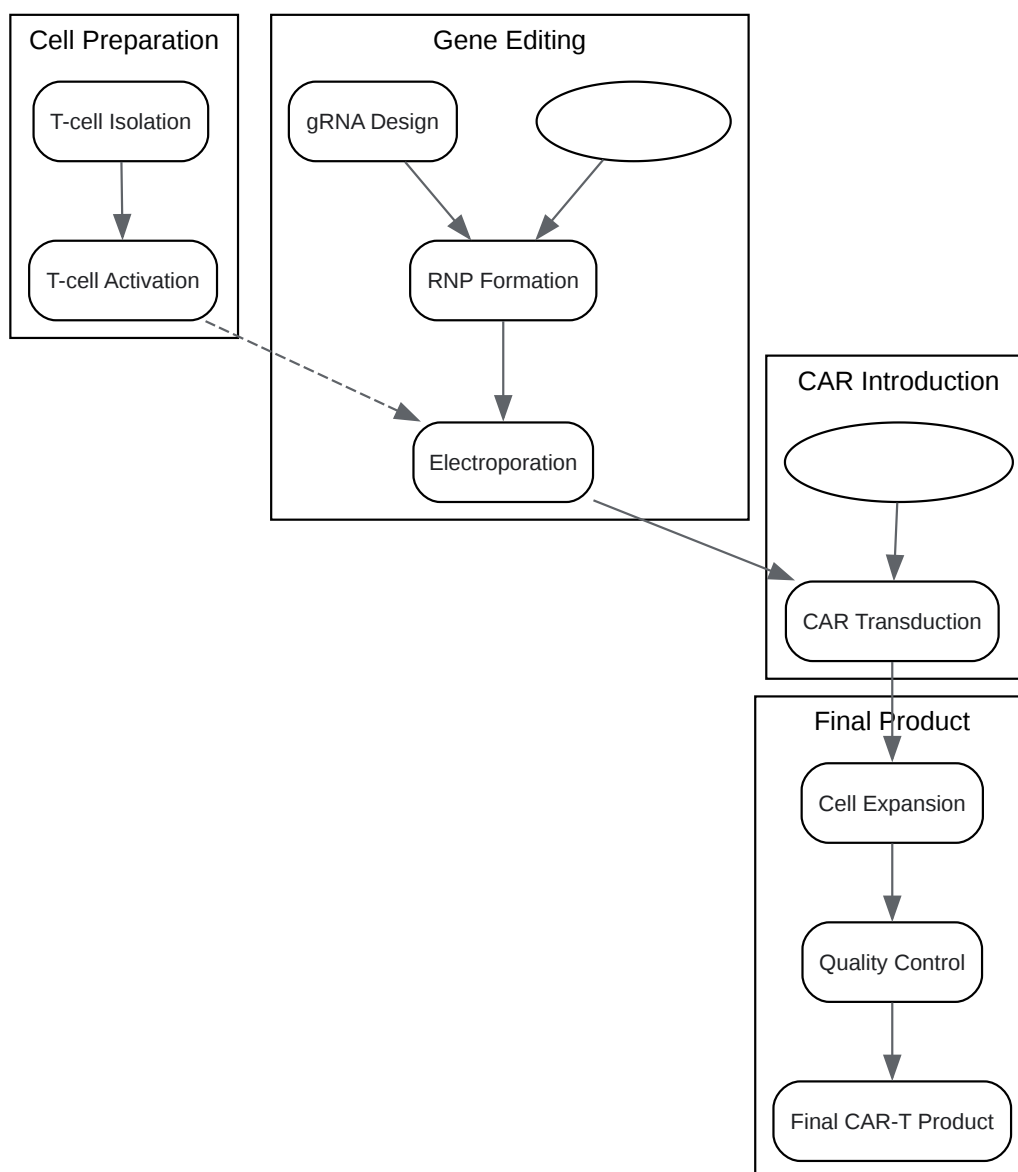 Cell Preparation
T-cell Isolation
T-cell Activation
Gene Editing
gRNA Design
RNP Formation
Electroporation
CAR Introduction
CAR Transduction
Final Product
Cell Expansion
Quality Control
Final CAR-T Product